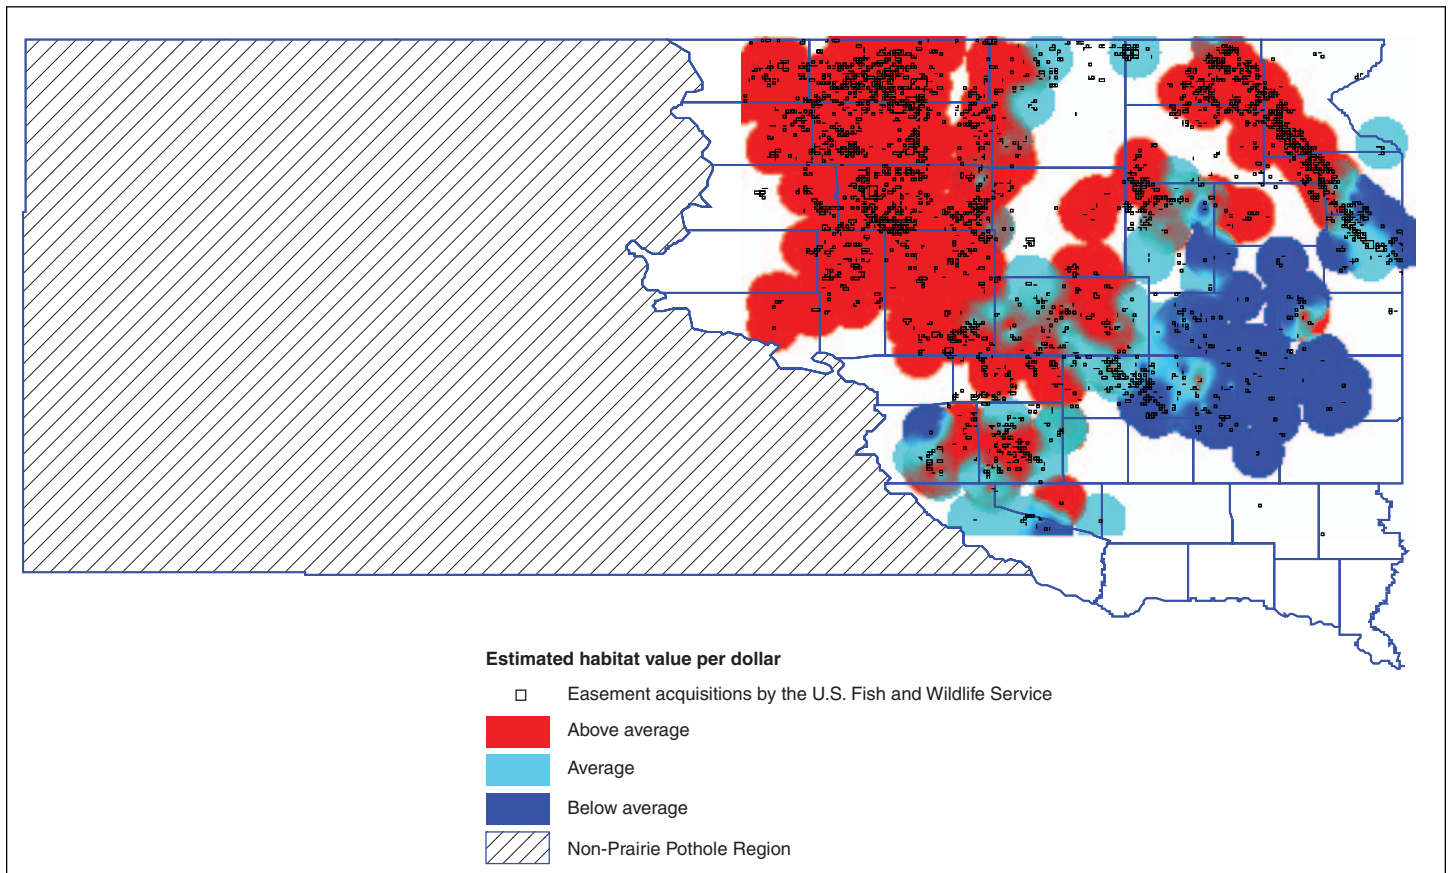 Estimated habitat value per dollar
Easement acquisitions by the U.S. Fish and Wildlife Service
Above average
Average
Below average
Non-Prairie Pothole Region